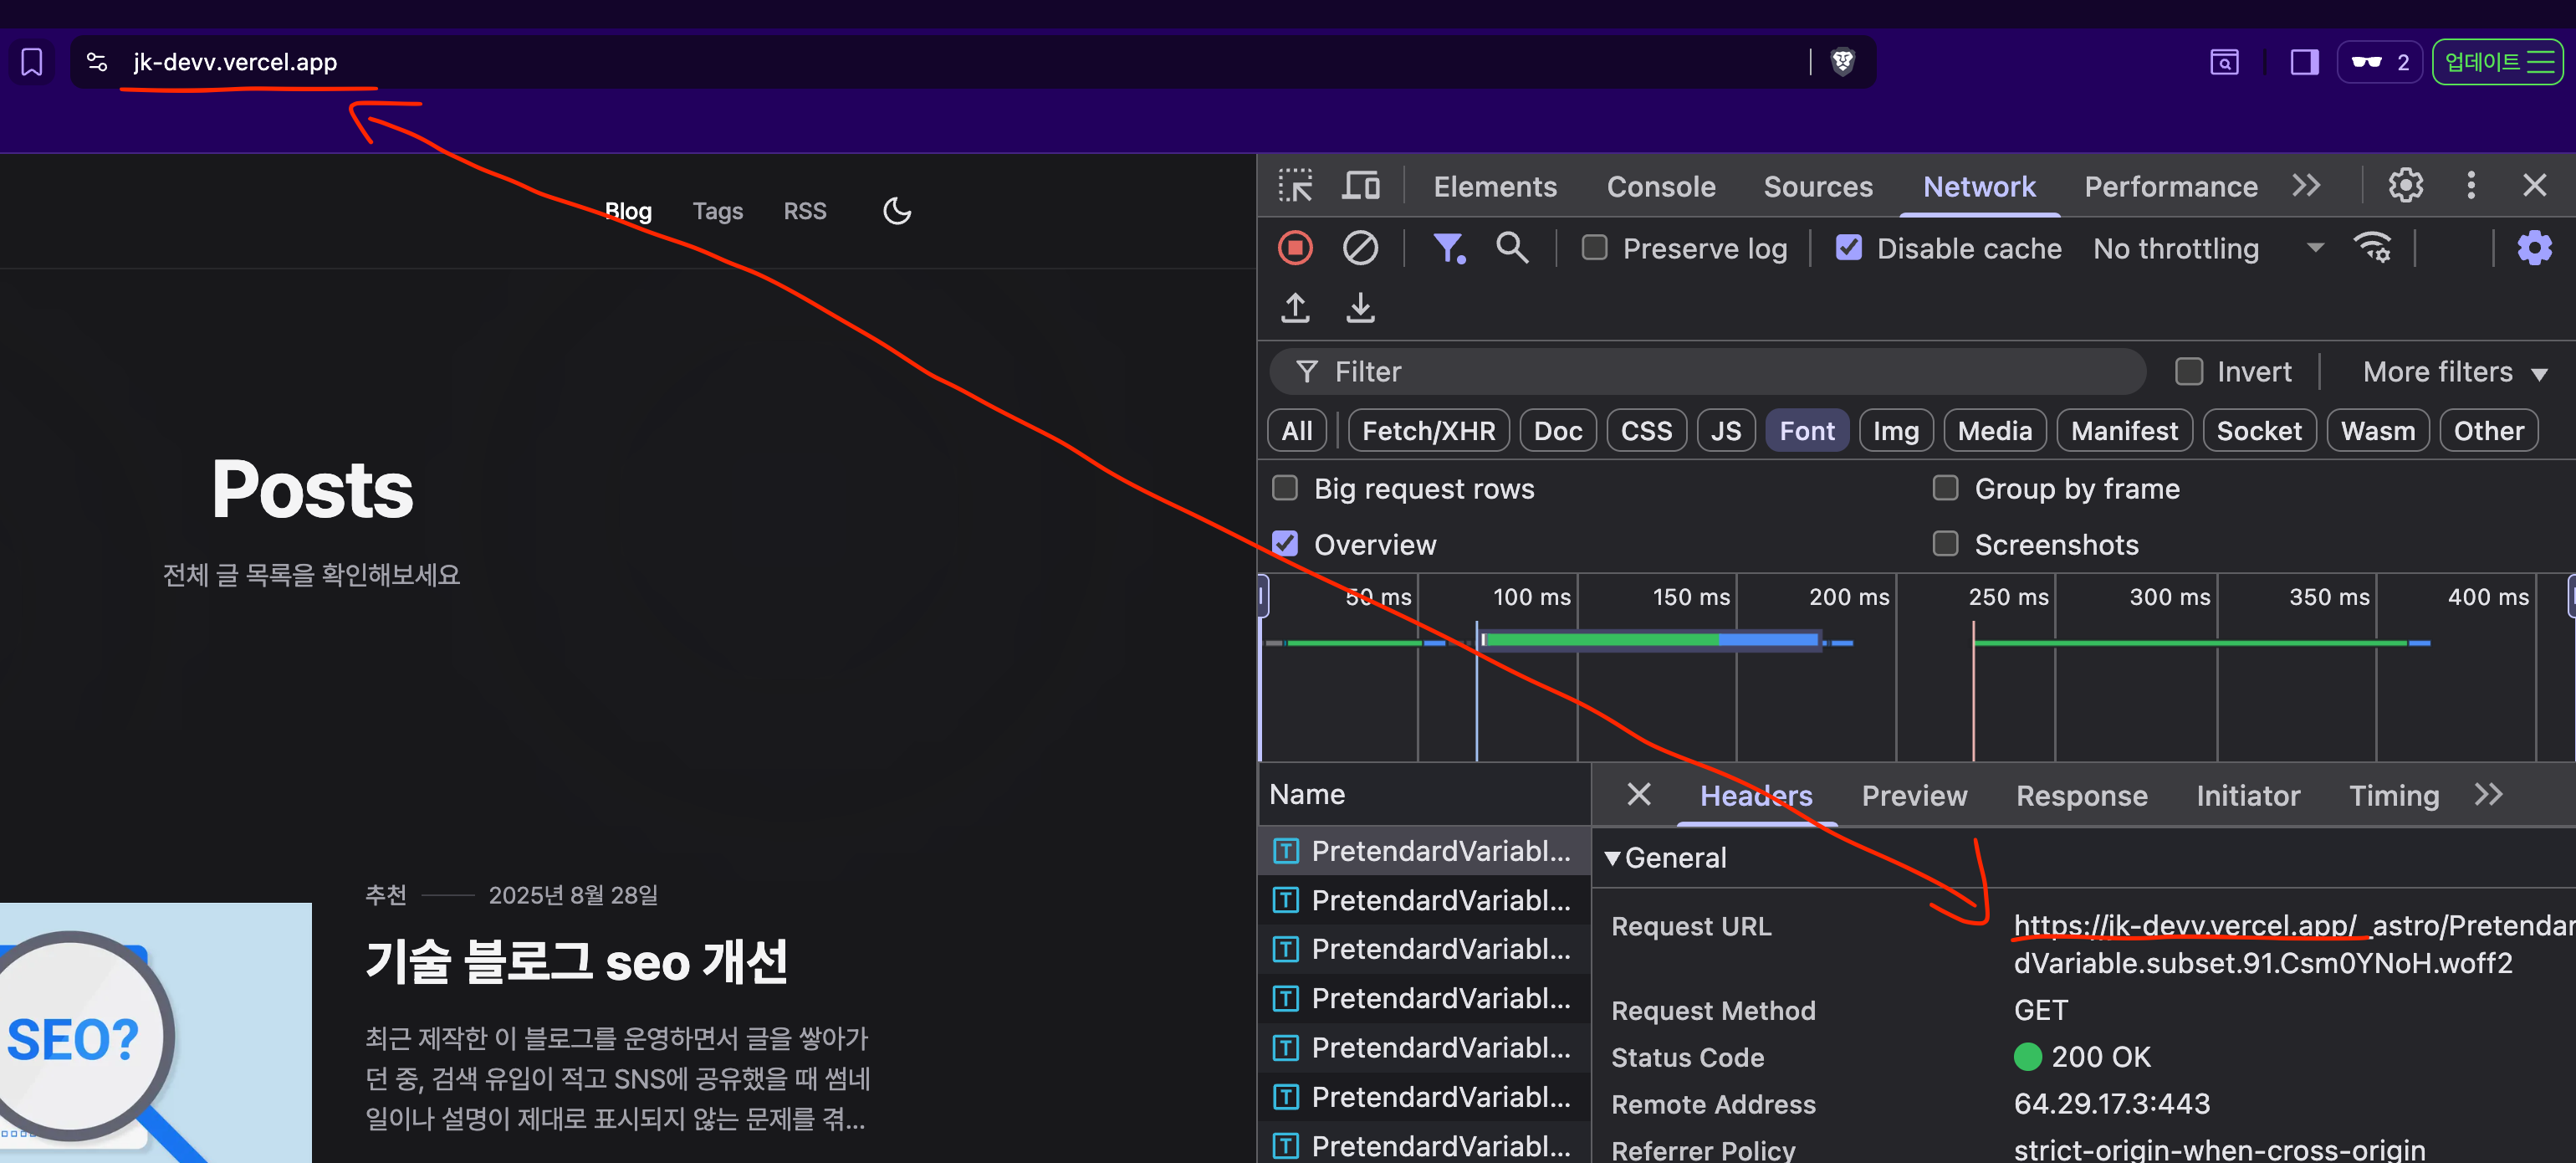 jk-devv.vercel.app
2
업데이트
Blog
Tags
RSS
Posts
전체 글 목록을 확인해보세요
추천
2025년 8월 28일
기술 블로그 seo 개선
최근 제작한 이 블로그를 운영하면서 글을 쌓아가
던 중, 검색 유입이 적고 SNS에 공유했을 때 썸네
일이나 설명이 제대로 표시되지 않는 문제를 겪...
SEO?
Elements
Console
Sources
Network
Performance
Preserve log
Disable cache
No throttling
Filter
Invert
More filters
All
Fetch/XHR
Doc
CSS
JS
Font
Img
Media
Manifest
Socket
Wasm
Other
Big request rows
Group by frame
Overview
Screenshots
50 ms
100 ms
150 ms
200 ms
250 ms
300 ms
350 ms
400 ms
Name
PretendardVariabl...
PretendardVariabl...
PretendardVariabl...
PretendardVariabl...
PretendardVariabl...
PretendardVariabl...
PretendardVariabl...
Headers
Preview
Response
Initiator
Timing
General
Request URL
https://jk-devv.vercel.app/_astro/Pretendar
dVariable.subset.91.Csm0YNoH.woff2
Request Method
GET
Status Code
200 OK
Remote Address
64.29.17.3:443
Referrer Policy
strict-origin-when-cross-origin